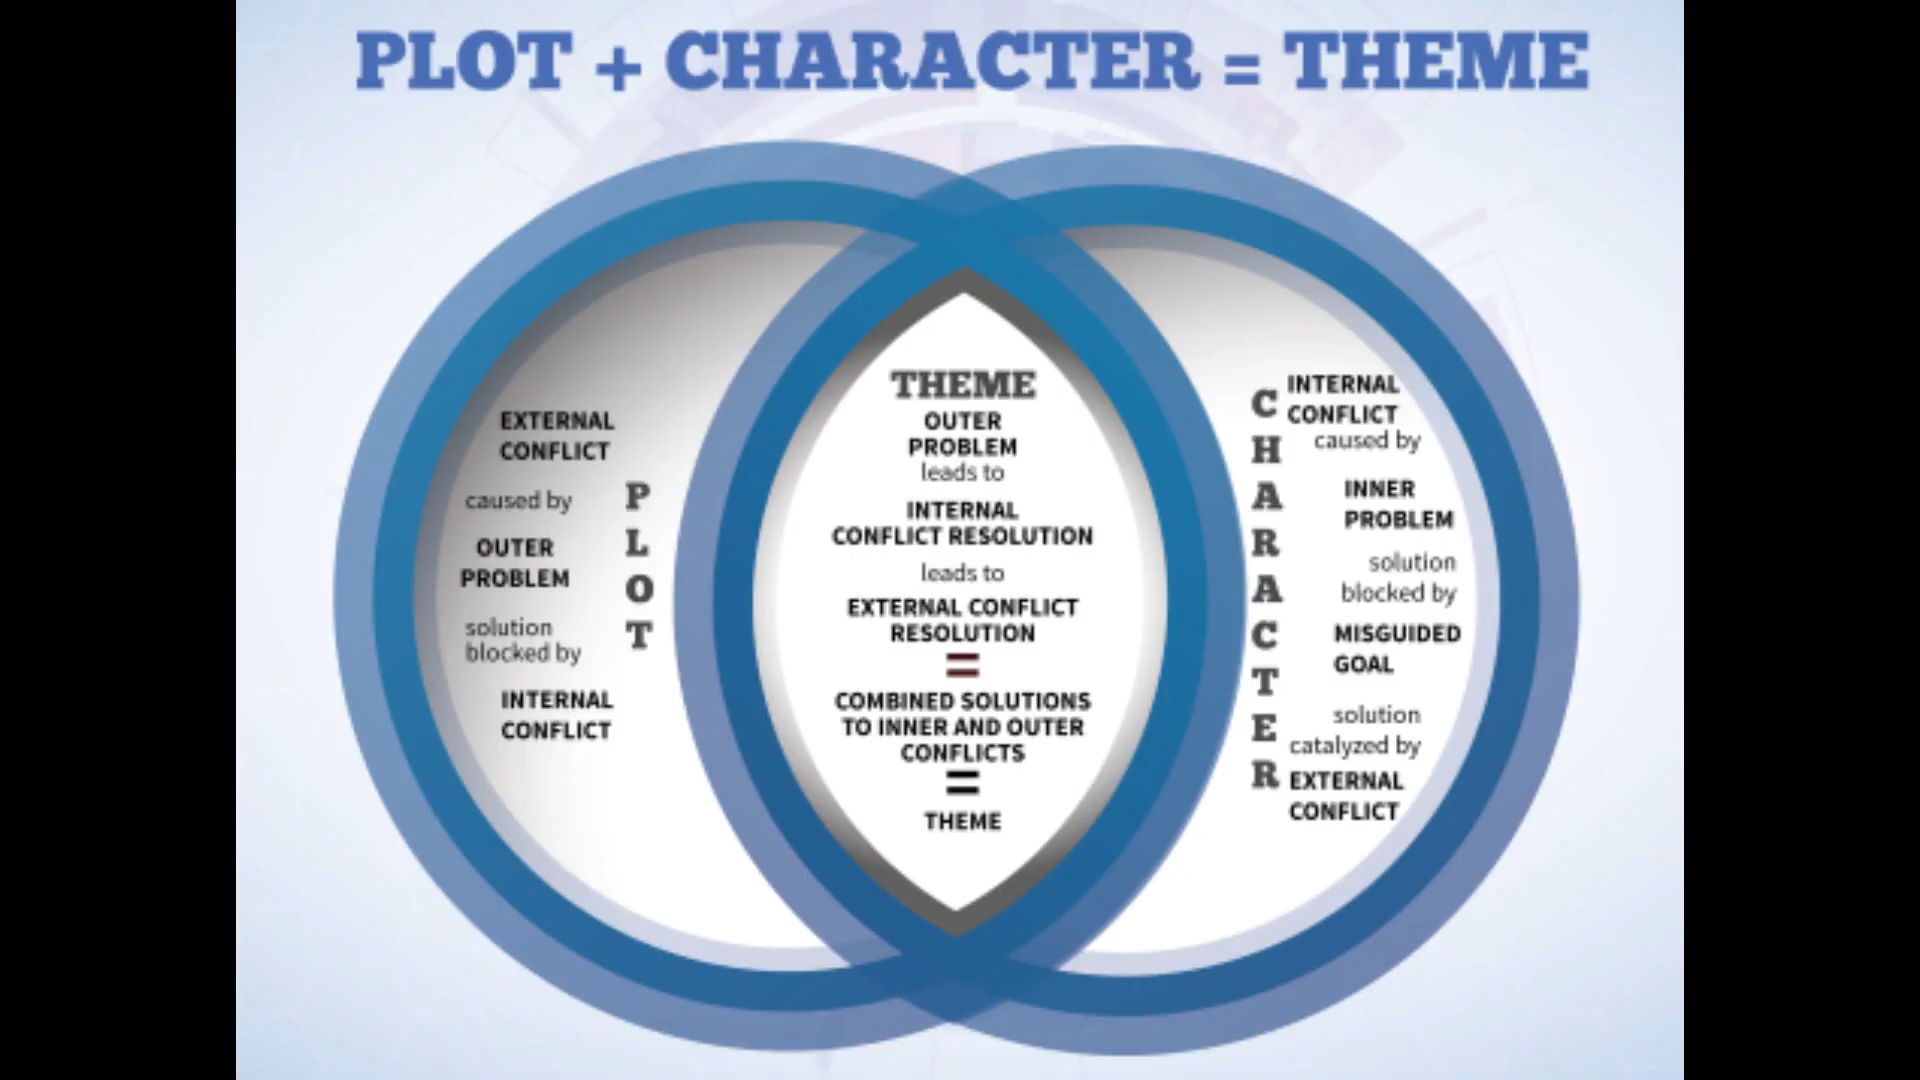 PLOT + CHARACTER = THEME
EXTERNAL
CONFLICT
caused by
OUTER
PROBLEM
solution
blocked by
INTERNAL
CONFLICT
PLOT
THEME
OUTER
PROBLEM
leads to
INTERNAL
CONFLICT RESOLUTION
leads to
EXTERNAL CONFLICT
RESOLUTION
=
COMBINED SOLUTIONS
TO INNER AND OUTER
CONFLICTS
=
THEME
CHARACTER
INTERNAL
CONFLICT
caused by
INNER
PROBLEM
solution
blocked by
MISGUIDED
GOAL
solution
catalyzed by
EXTERNAL
CONFLICT